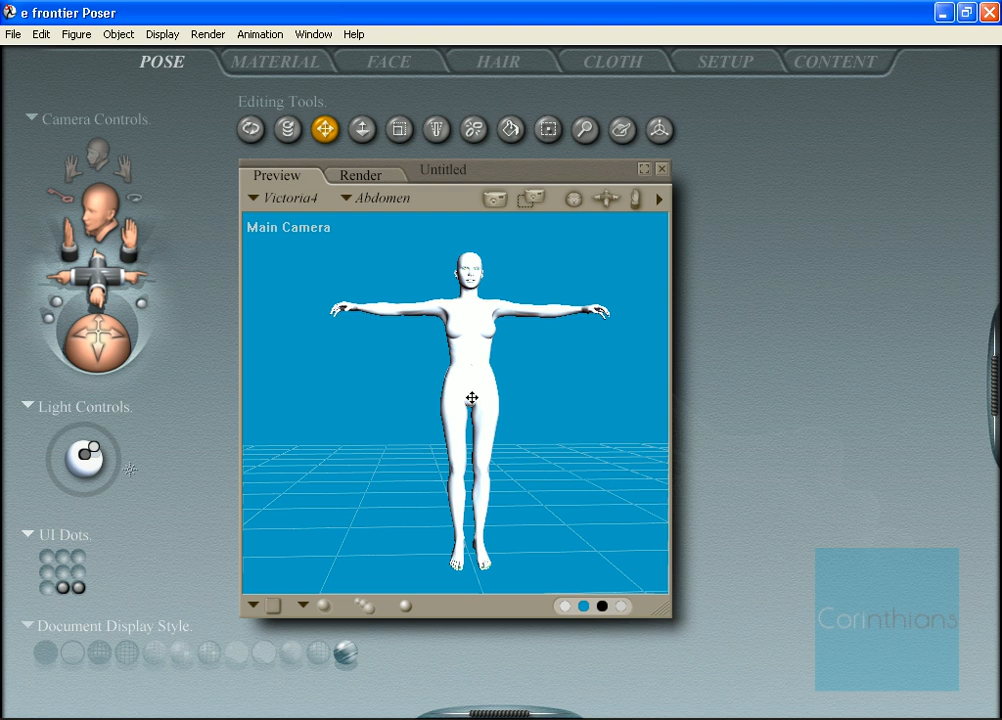 e frontier Poser
File Edit Figure Object Display Render Animation Window Help
POSE MATERIAL FACE HAIR CLOTH SETUP CONTENT
Editing Tools.
Camera Controls.
Preview Render Untitled
Victoria4 Abdomen
Main Camera
Light Controls.
UI Dots.
Document Display Style.
Corinthians